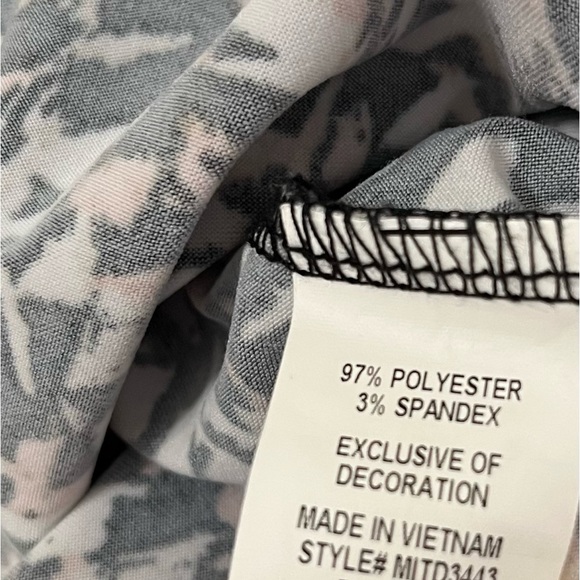 97% POLYESTER
3% SPANDEX
EXCLUSIVE OF
DECORATION
MADE IN VIETNAM
STYLE# MITD3443